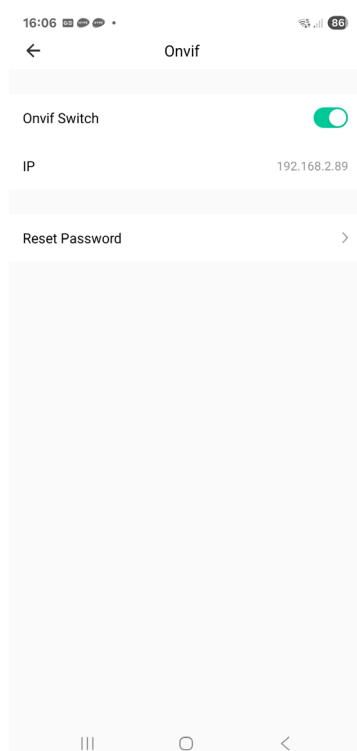 16:06
86
Onvif
Onvif Switch
IP 192.168.2.89
Reset Password